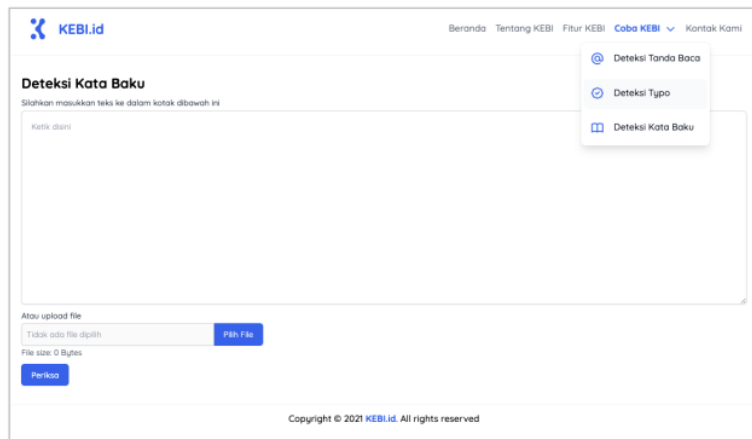 KEBI.id
Beranda Tentang KEBI Fitur KEBI Coba KEBI Kontak Kami
Deteksi Tanda Baca
Deteksi Typo
Deteksi Kata Baku
Deteksi Kata Baku
Silahkan masukkan teks ke dalam kotak dibawah ini
Ketik disini
Atau upload file
Tidak ada file dipilih
Pilih File
File size: 0 Bytes
Periksa
Copyright © 2021 KEBI.id. All rights reserved